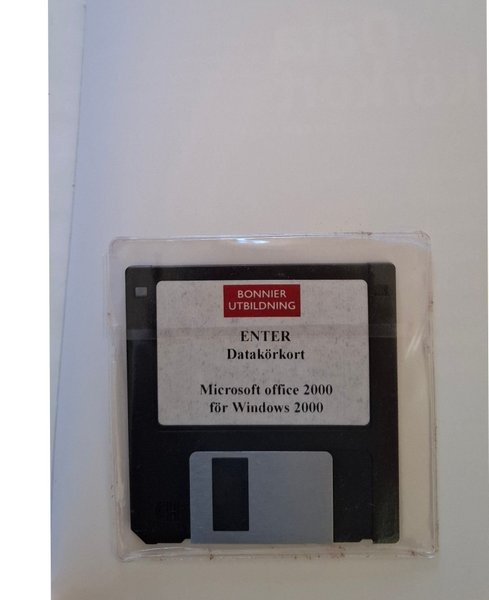 BONNIER
UTBILDNING
ENTER
Datakörkort
Microsoft office 2000
för Windows 2000